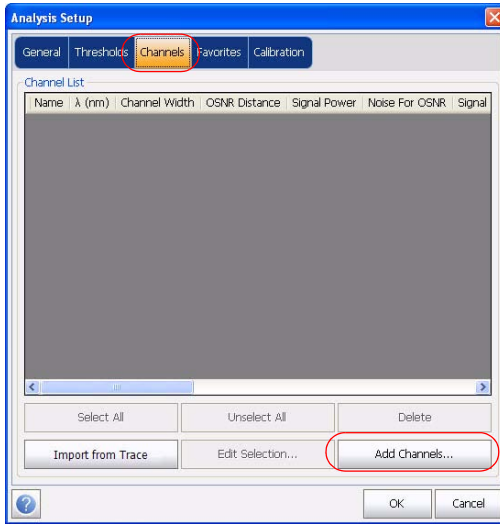 Analysis Setup
General Thresholds Channels Favorites Calibration
Channel List
Name λ (nm) Channel Width OSNR Distance Signal Power Noise For OSNR Signal
Select All Unselect All Delete
Import from Trace Edit Selection... Add Channels...
? OK Cancel